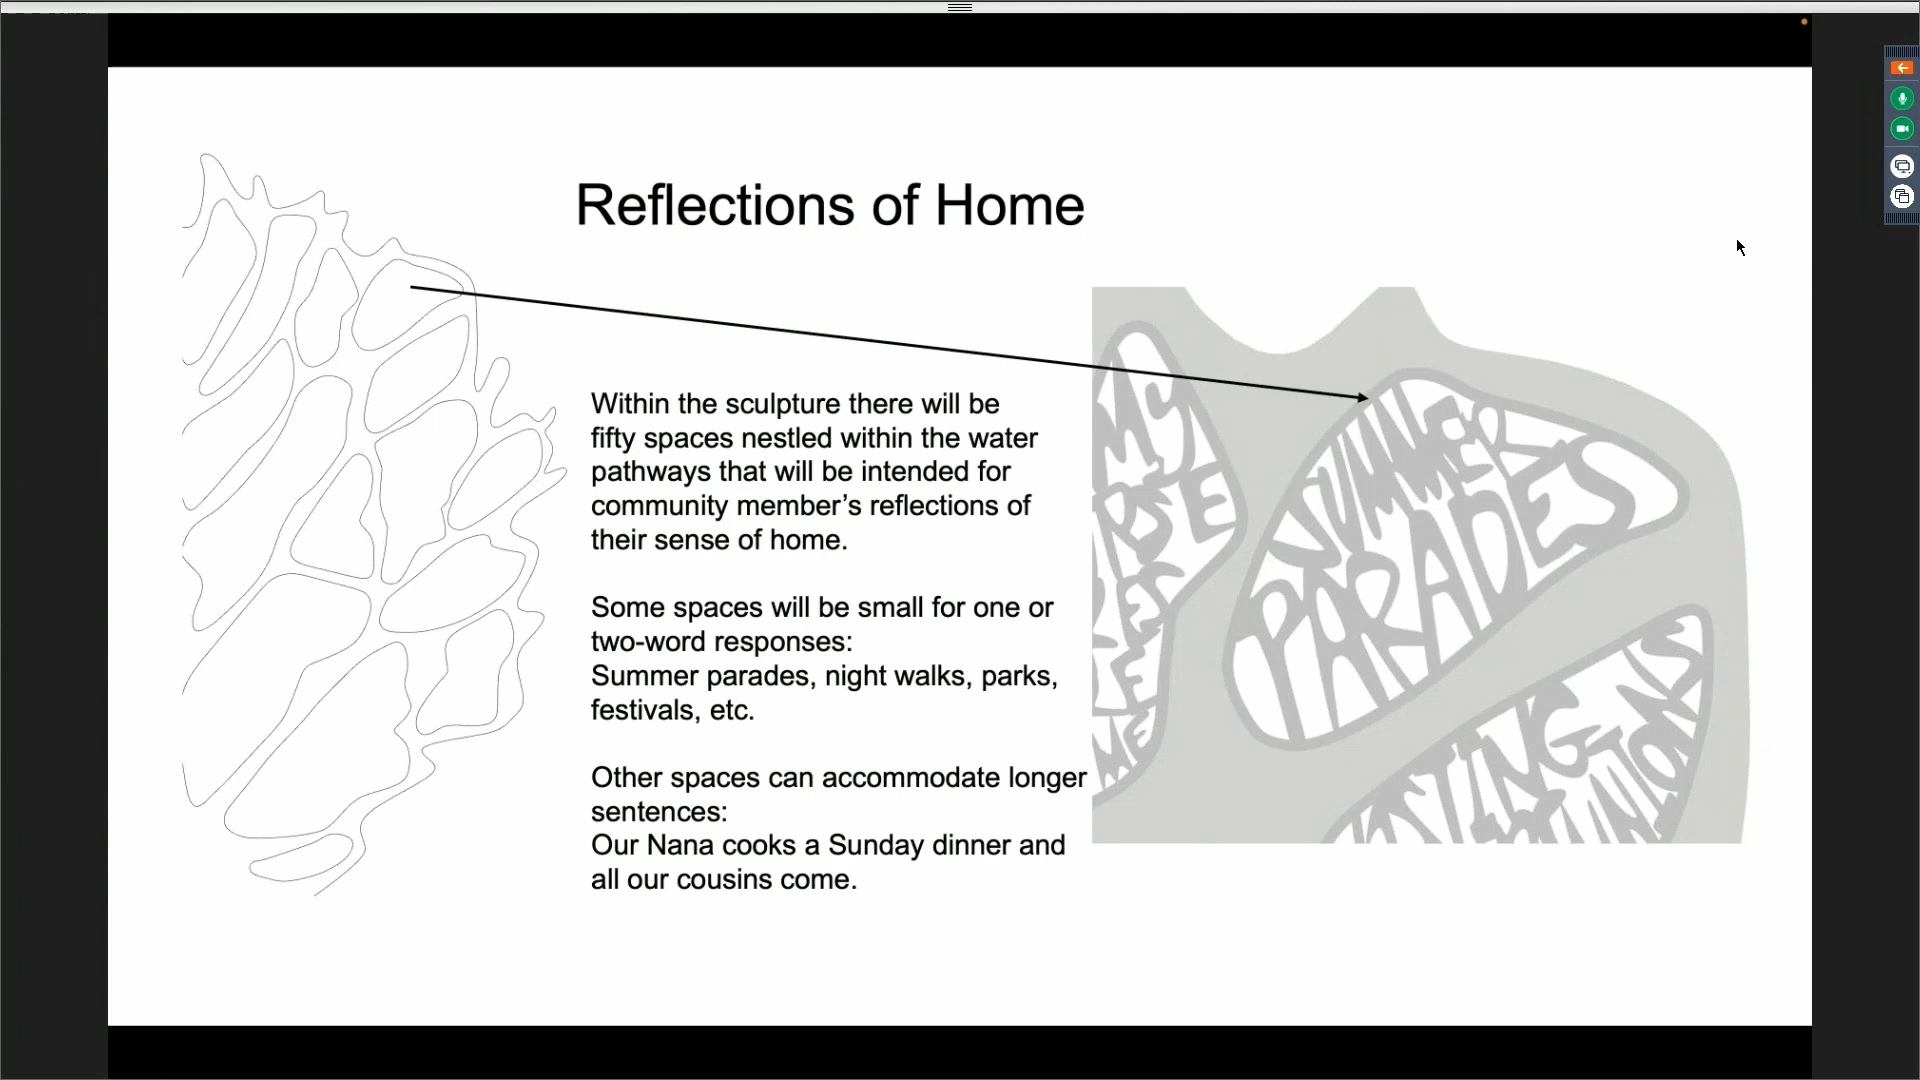 Reflections of Home
Within the sculpture there will be
fifty spaces nestled within the water
pathways that will be intended for
community member’s reflections of
their sense of home.
Some spaces will be small for one or
two-word responses:
Summer parades, night walks, parks,
festivals, etc.
Other spaces can accommodate longer
sentences:
Our Nana cooks a Sunday dinner and
all our cousins come.
SUMMER
PARADES